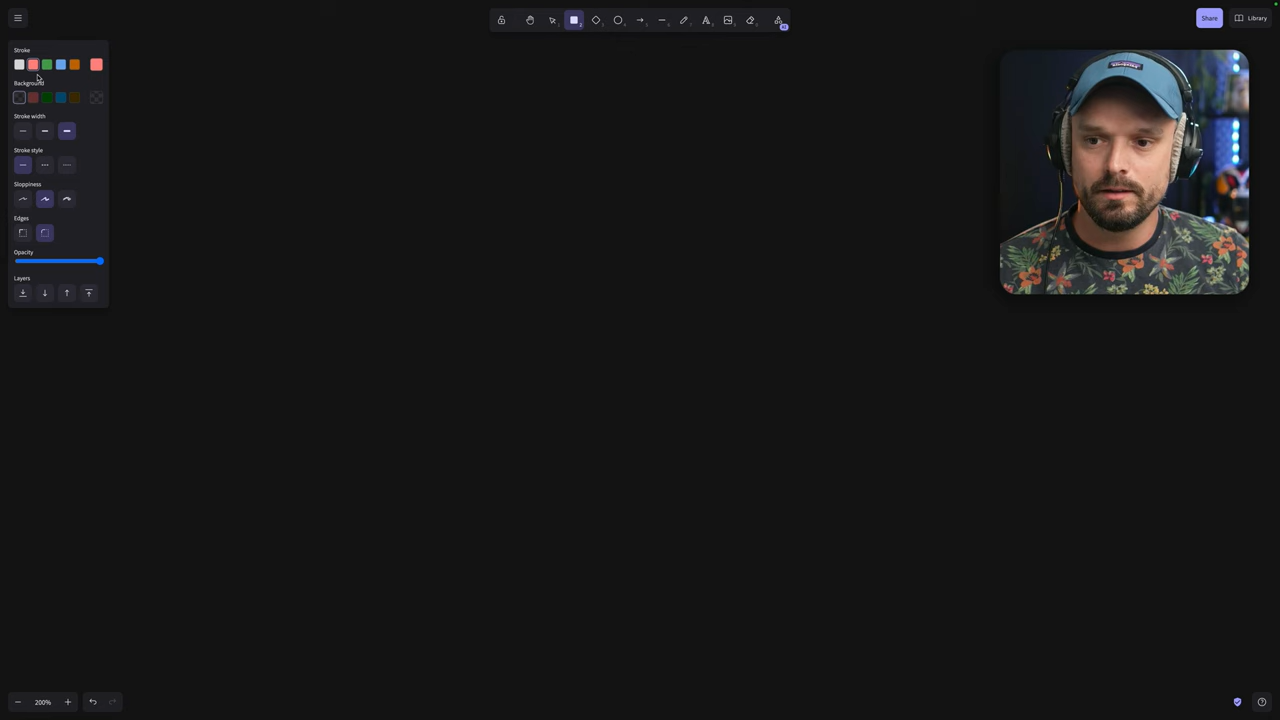 Share
Library
Stroke
Background
Stroke width
Stroke style
Sloppiness
Edges
Opacity
Layers
200%